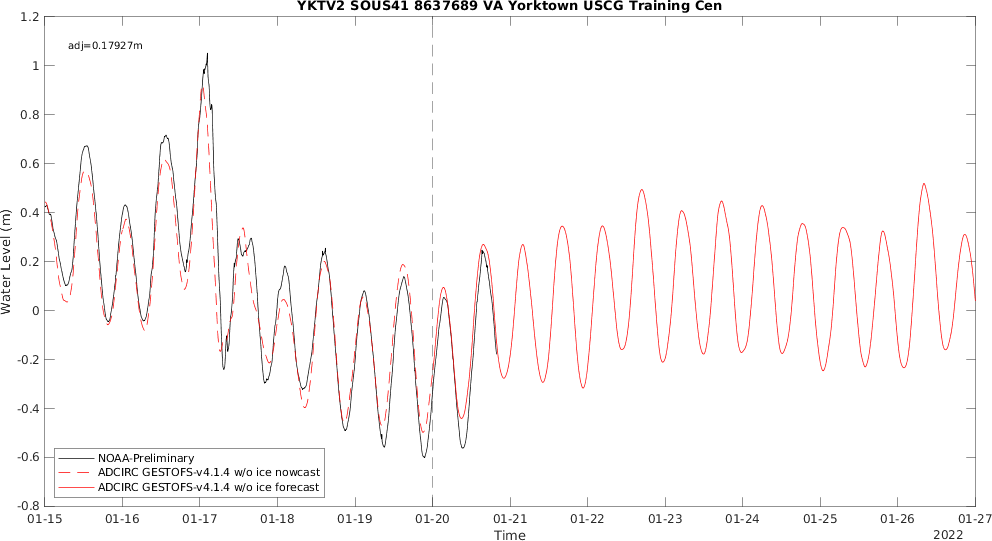 YKTV2 SOUS41 8637689 VA Yorktown USCG Training Cen
adj=0.17927m
1.2
1
0.8
0.6
0.4
0.2
0
-0.2
-0.4
-0.6
-0.8
Water Level (m)
NOAA-Preliminary
ADCIRC GESTOFS-v4.1.4 w/o ice nowcast
ADCIRC GESTOFS-v4.1.4 w/o ice forecast
01-15 01-16 01-17 01-18 01-19 01-20 01-21 01-22 01-23 01-24 01-25 01-26 01-27
Time
2022